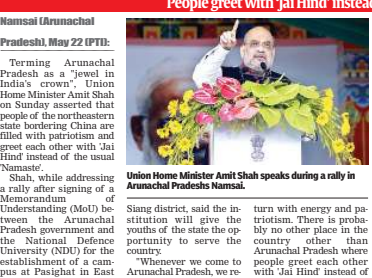 People greet with 'Jai Hind' instead
Namsai (Arunachal
Pradesh), May 22 (PTI):
Terming Arunachal
Pradesh as a "jewel in
India's crown", Union
Home Minister Amit Shah
on Sunday asserted that
people of the northeastern
state bordering China are
filled with patriotism and
greet each other with 'Jai
Hind' instead of the usual
'Namaste'.
Shah, while addressing
a rally after signing of a
Memorandum of
Understanding (MoU) be-
tween the Arunachal
Pradesh government and
the National Defence
University (NDU) for the
establishment of a cam-
pus at Pasighat in East
Union Home Minister Amit Shah speaks during a rally in
Arunachal Pradeshs Namsai.
Siang district, said the in-
stitution will give the
youths of the state the op-
portunity to serve the
country.
"Whenever we come to
Arunachal Pradesh, we re-
turn with energy and pa-
triotism. There is proba-
bly no other place in the
country other than
Arunachal Pradesh where
people greet each other
with 'Jai Hind' instead of